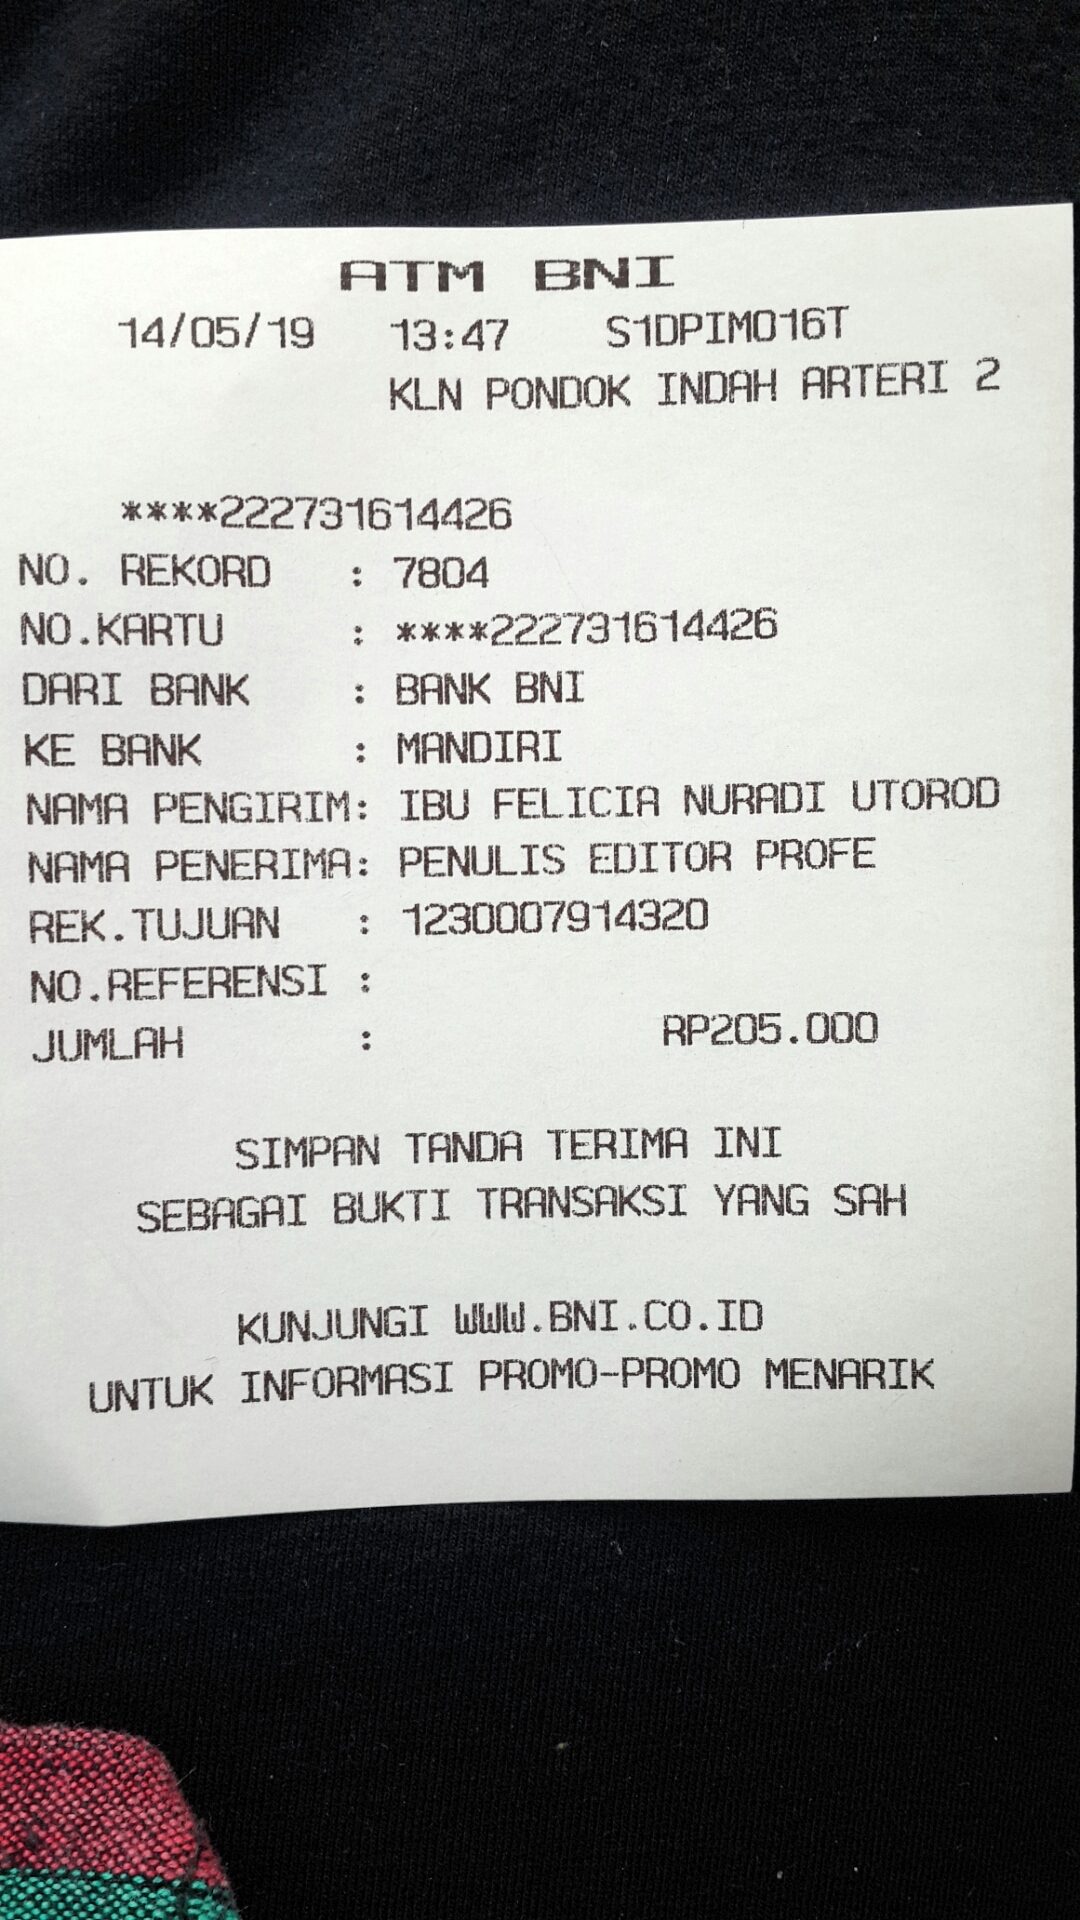 ATM BNI
14/05/19 13:47 S1DPIM016T
KLN PONDOK INDAH ARTERI 2
****222731614426
NO. REKORD : 7804
NO.KARTU : ****222731614426
DARI BANK : BANK BNI
KE BANK : MANDIRI
NAMA PENGIRIM: IBU FELICIA NURADI UTOROD
NAMA PENERIMA: PENULIS EDITOR PROFE
REK.TUJUAN : 1230007914320
NO.REFERENSI :
JUMLAH : RP205.000
SIMPAN TANDA TERIMA INI
SEBAGAI BUKTI TRANSAKSI YANG SAH
KUNJUNGI WWW.BNI.CO.ID
UNTUK INFORMASI PROMO-PROMO MENARIK